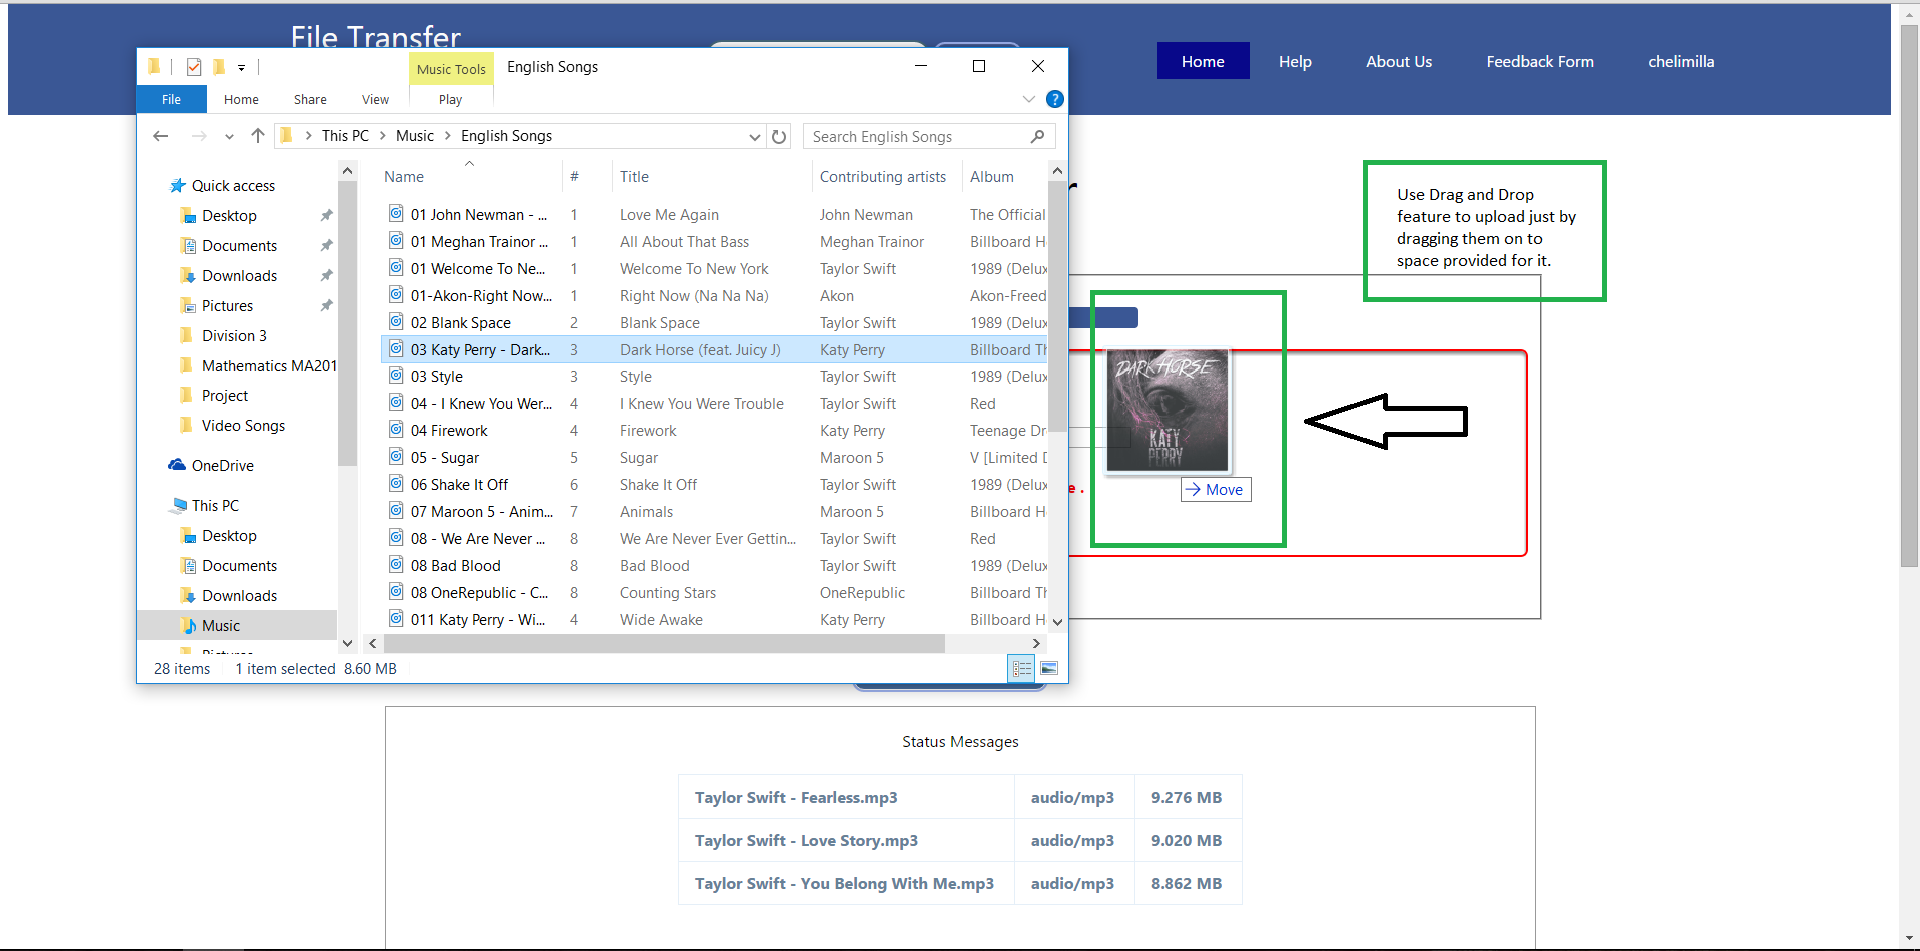 File Transfer
Home
Help
About Us
Feedback Form
chelimilla
Music Tools
English Songs
File
Home
Share
View
Play
This PC
Music
English Songs
Search English Songs
Quick access
Desktop
Documents
Downloads
Pictures
Division 3
Mathematics MA201
Project
Video Songs
OneDrive
This PC
Desktop
Documents
Downloads
Music
Name # Title Contributing artists Album
01 John Newman - ... 1 Love Me Again John Newman The Official
01 Meghan Trainor ... 1 All About That Bass Meghan Trainor Billboard H
01 Welcome To Ne... 1 Welcome To New York Taylor Swift 1989 (Delux
01-Akon-Right Now... 1 Right Now (Na Na Na) Akon Akon-Freed
02 Blank Space 2 Blank Space Taylor Swift 1989 (Delux
03 Katy Perry - Dark... 3 Dark Horse (feat. Juicy J) Katy Perry Billboard Th
03 Style 3 Style Taylor Swift 1989 (Delux
04 - I Knew You Wer... 4 I Knew You Were Trouble Taylor Swift Red
04 Firework 4 Firework Katy Perry Teenage Dr
05 - Sugar 5 Sugar Maroon 5 V [Limited D
06 Shake It Off 6 Shake It Off Taylor Swift 1989 (Delux
07 Maroon 5 - Anim... 7 Animals Maroon 5 Billboard H
08 - We Are Never ... 8 We Are Never Ever Gettin... Taylor Swift Red
08 Bad Blood 8 Bad Blood Taylor Swift 1989 (Delux
08 OneRepublic - C... 8 Counting Stars OneRepublic Billboard Th
011 Katy Perry - Wi... 4 Wide Awake Katy Perry Billboard H
28 items 1 item selected 8.60 MB
Use Drag and Drop
feature to upload just by
dragging them on to
space provided for it.
DARK HORSE
KATY
PERRY
e.
Move
Status Messages
Taylor Swift - Fearless.mp3 audio/mp3 9.276 MB
Taylor Swift - Love Story.mp3 audio/mp3 9.020 MB
Taylor Swift - You Belong With Me.mp3 audio/mp3 8.862 MB